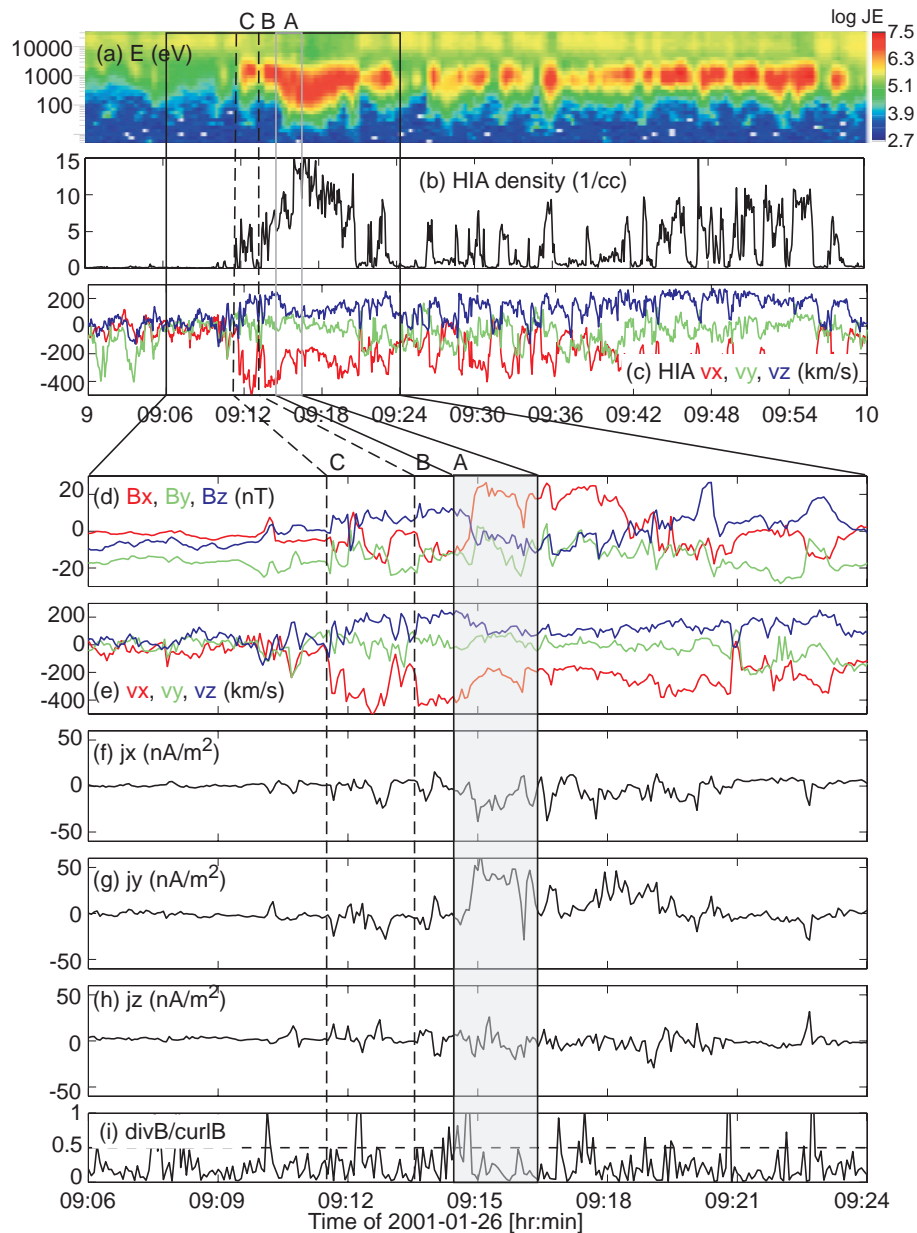 C B A
log JE
(a) E (eV)
10000
1000
100
7.5
6.3
5.1
3.9
2.7
(b) HIA density (1/cc)
15
10
5
0
200
0
-200
-400
(c) HIA vx, vy, vz (km/s)
9 09:06 09:12 09:18 09:24 09:30 09:36 09:42 09:48 09:54 10
C B A
(d) Bx, By, Bz (nT)
20
0
-20
200
0
-200
-400
(e) vx, vy, vz (km/s)
50
(f) jx (nA/m²)
0
-50
50
(g) jy (nA/m²)
0
-50
50
(h) jz (nA/m²)
0
-50
1
(i) divB/curlB
0.5
0
09:06 09:09 09:12 09:15 09:18 09:21 09:24
Time of 2001-01-26 [hr:min]